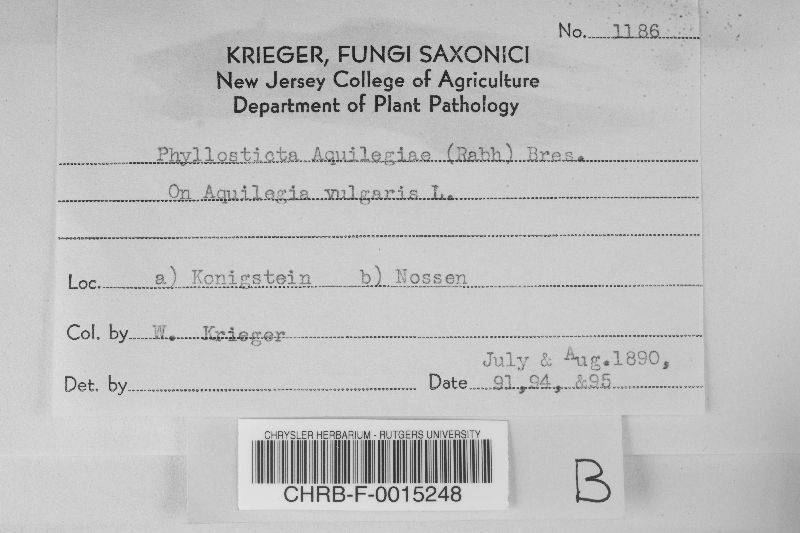 No. 1186
KRIEGER, FUNGI SAXONICI
New Jersey College of Agriculture
Department of Plant Pathology
Phyllosticta Aquilegiae (Rabh) Bres.
On Aquilegia vulgaris L.
Loc. a) Konigstein b) Nossen
Col. by W. Krieger
Det. by
Date July & Aug. 1890,
91, 94, &95
CHRYSLER HERBARIUM - RUTGERS UNIVERSITY
CHRB-F-0015248
B